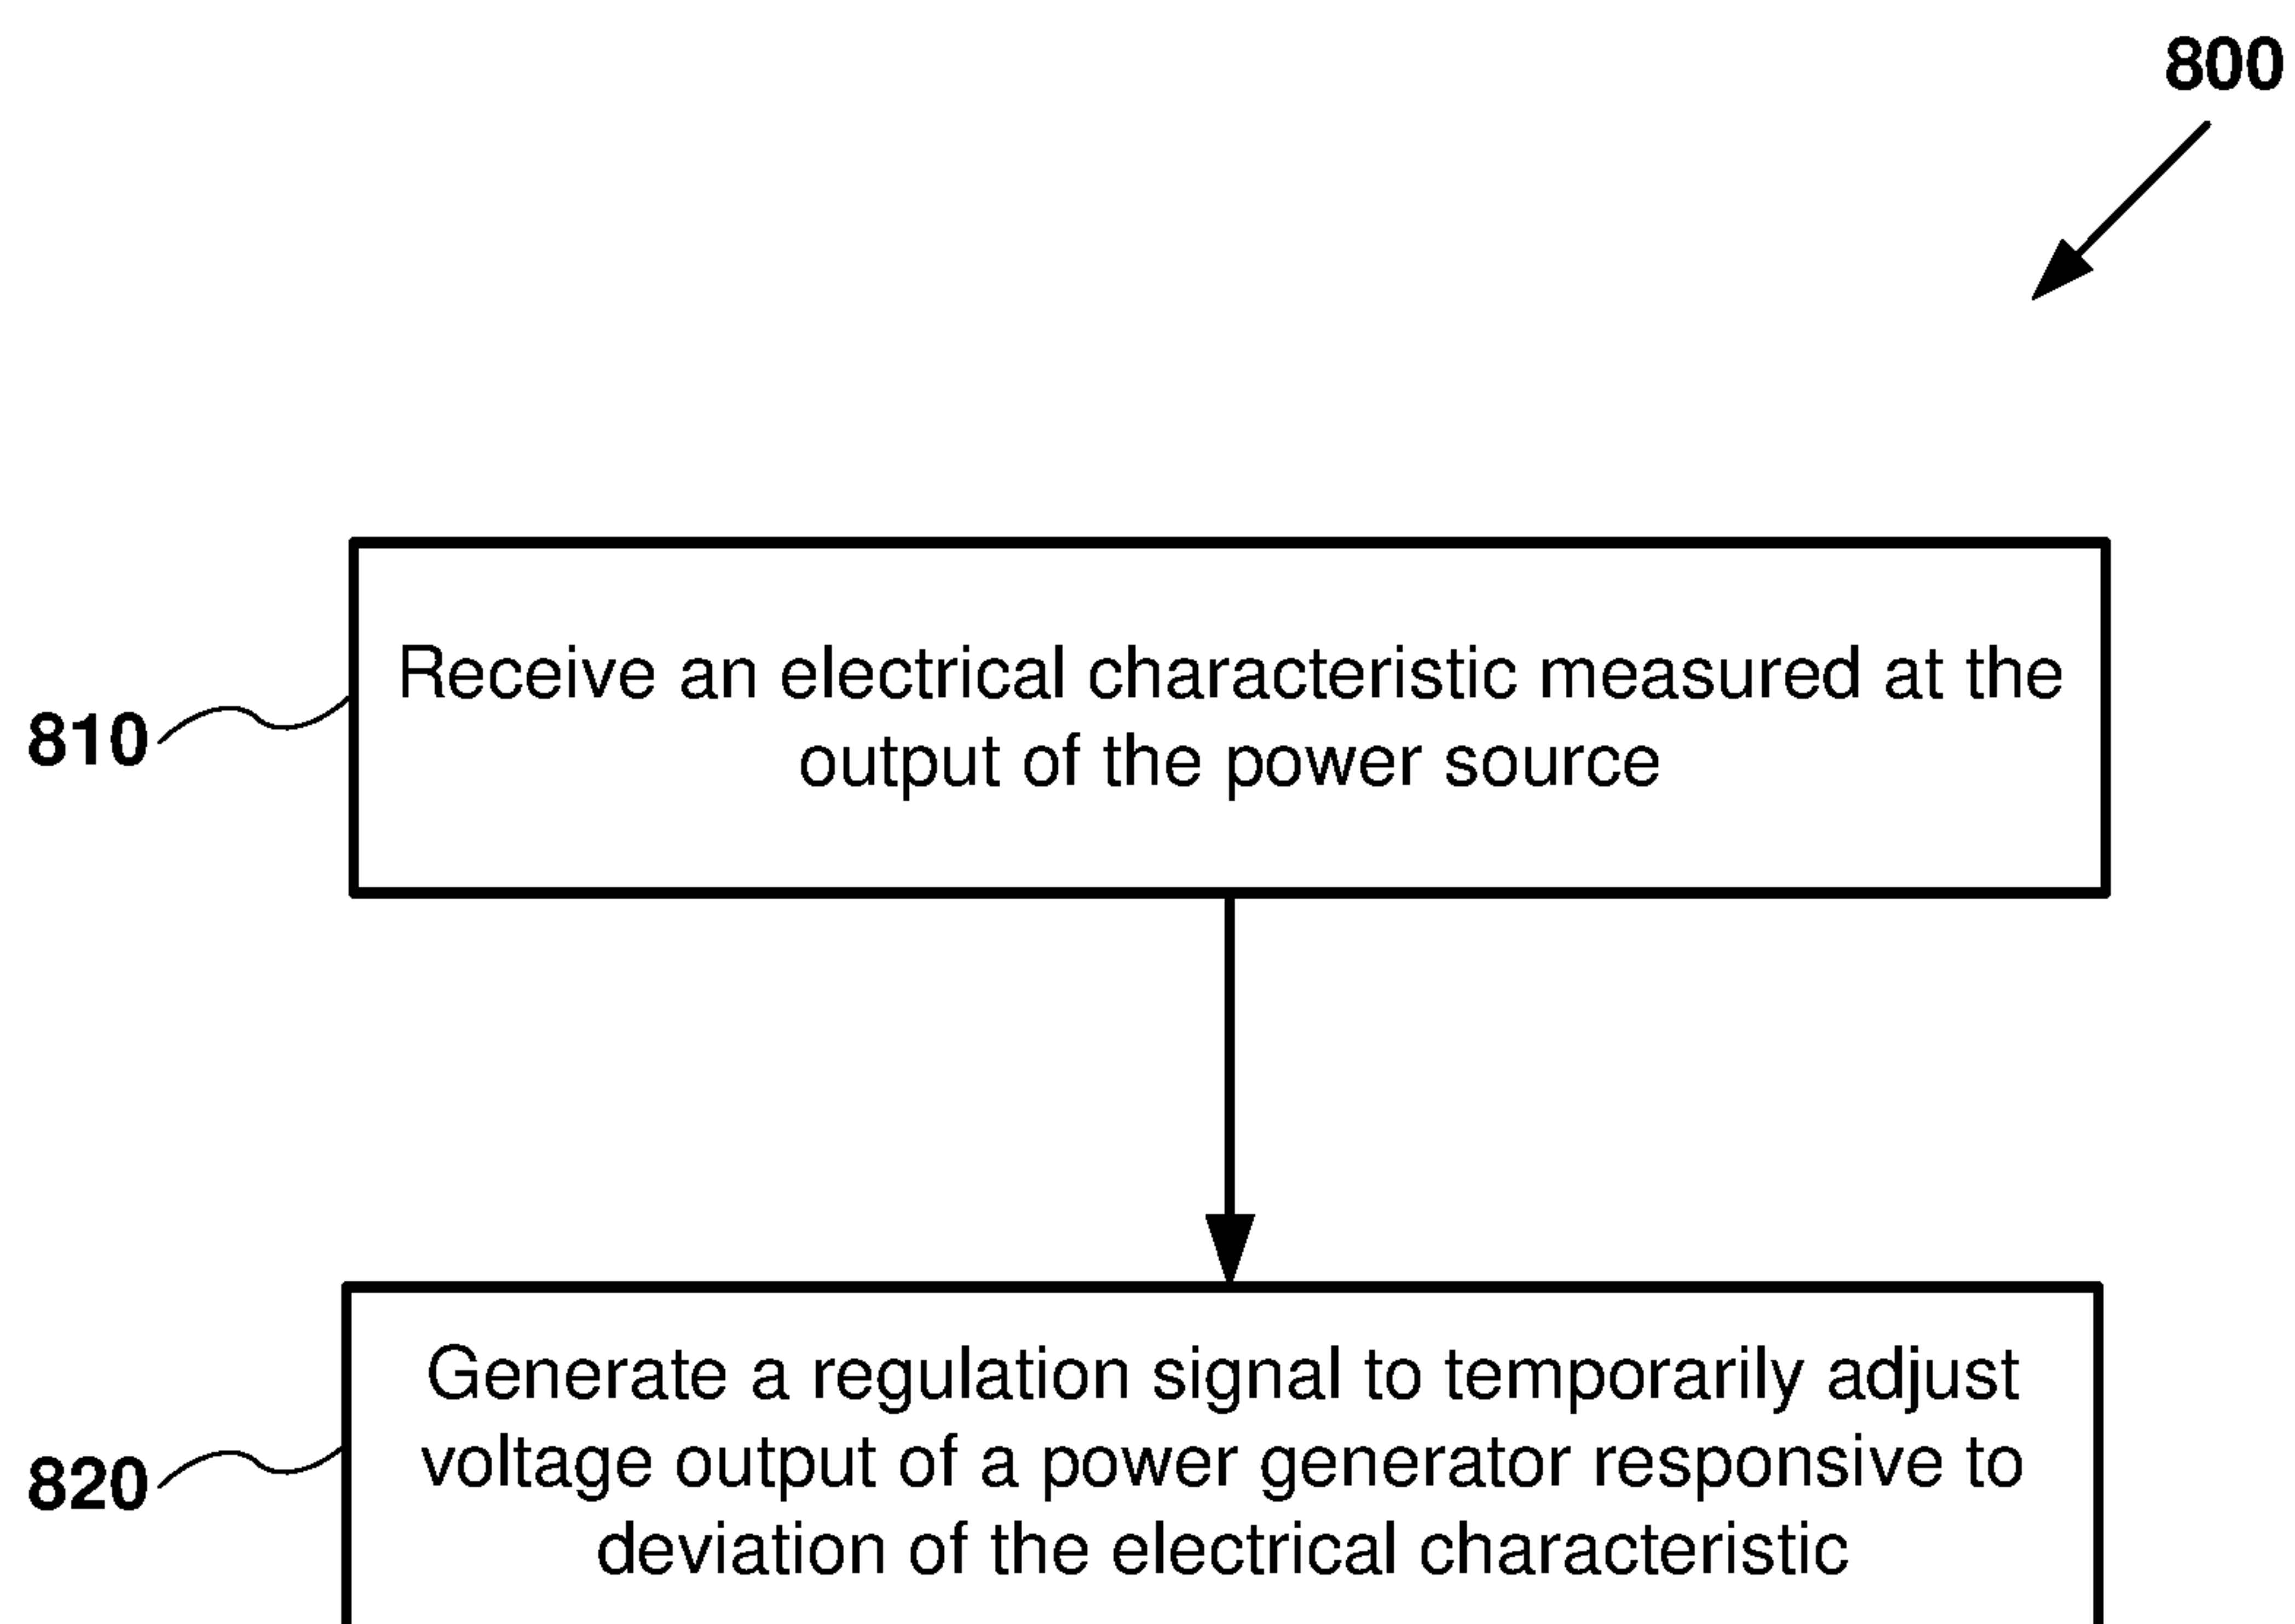 800
Receive an electrical characteristic measured at the
output of the power source
810
Generate a regulation signal to temporarily adjust
voltage output of a power generator responsive to
deviation of the electrical characteristic
820